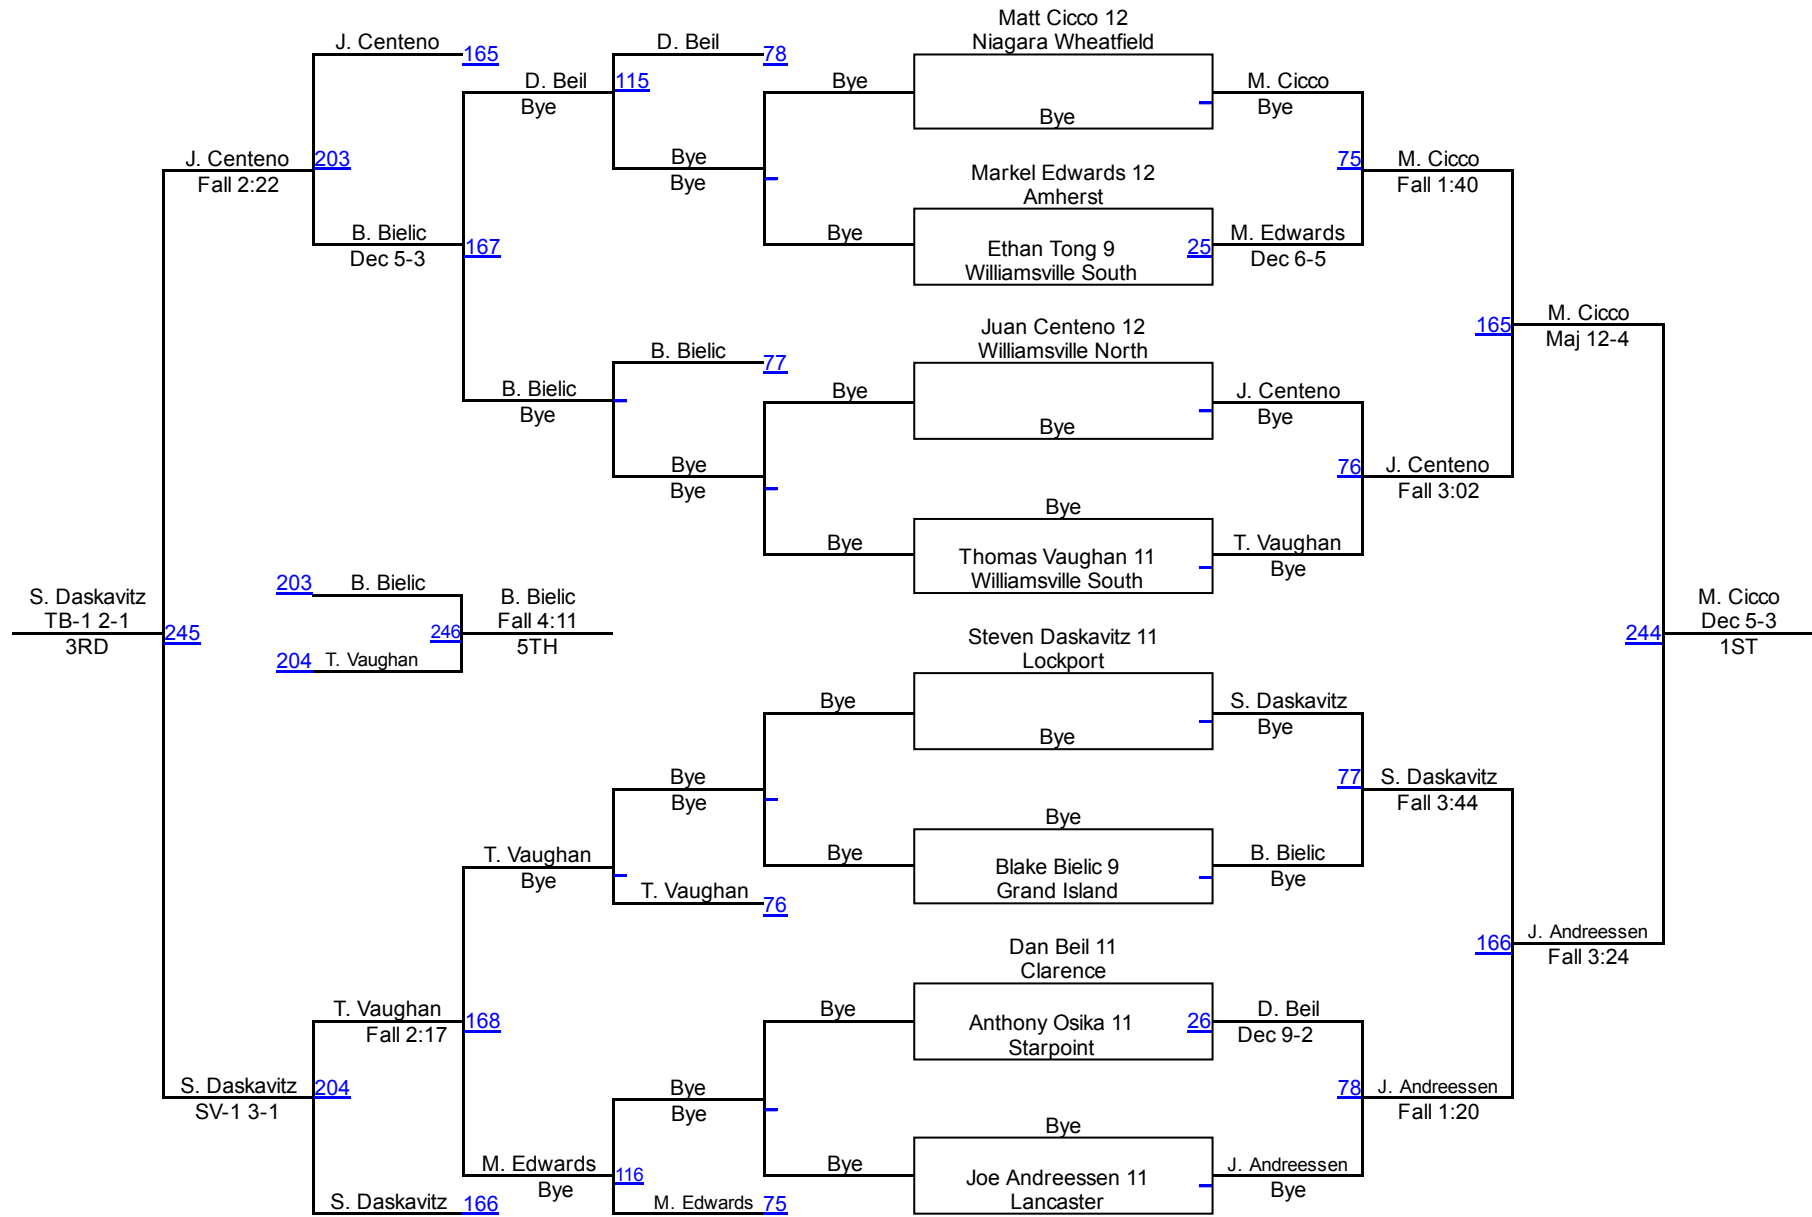 Matt Cicco 12
Niagara Wheatfield
J. Centeno
165
D. Beil
78
D. Beil
Bye
115
Bye
Bye
M. Cicco
Bye
J. Centeno
Fall 2:22
203
Bye
Bye
Markel Edwards 12
Amherst
75
M. Cicco
Fall 1:40
B. Bielic
Dec 5-3
167
Bye
Ethan Tong 9
Williamsville South
25
M. Edwards
Dec 6-5
Juan Centeno 12
Williamsville North
165
M. Cicco
Maj 12-4
B. Bielic
77
B. Bielic
Bye
Bye
Bye
J. Centeno
Bye
Bye
Bye
76
J. Centeno
Fall 3:02
Bye
Bye
Thomas Vaughan 11
Williamsville South
T. Vaughan
Bye
S. Daskavitz
TB-1 2-1
3RD
245
203
B. Bielic
204
T. Vaughan
246
B. Bielic
Fall 4:11
5TH
Steven Daskavitz 11
Lockport
244
M. Cicco
Dec 5-3
1ST
Bye
Bye
S. Daskavitz
Bye
Bye
Bye
77
S. Daskavitz
Fall 3:44
Bye
T. Vaughan
Bye
Bye
Blake Bielic 9
Grand Island
B. Bielic
Bye
T. Vaughan
76
Dan Beil 11
Clarence
166
J. Andreessen
Fall 3:24
T. Vaughan
Fall 2:17
168
Bye
Anthony Osika 11
Starpoint
26
D. Beil
Dec 9-2
S. Daskavitz
SV-1 3-1
204
Bye
Bye
78
J. Andreessen
Fall 1:20
Bye
M. Edwards
Bye
116
Bye
Joe Andreessen 11
Lancaster
J. Andreessen
Bye
S. Daskavitz
166
M. Edwards
75